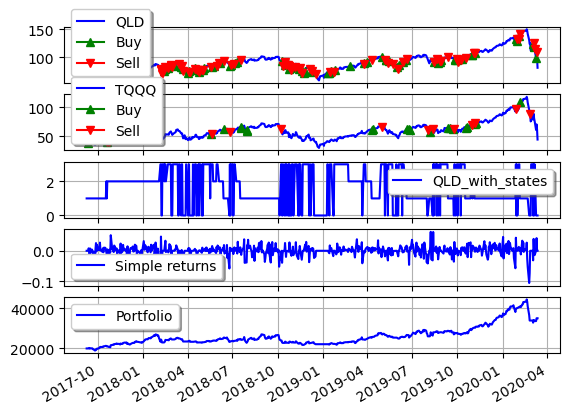 150
100
QLD
Buy
Sell
100
50
TQQQ
Buy
Sell
2
0
QLD_with_states
0.0
-0.1
Simple returns
40000
20000
Portfolio
2017-10
2018-01
2018-04
2018-07
2018-10
2019-01
2019-04
2019-07
2019-10
2020-01
2020-04